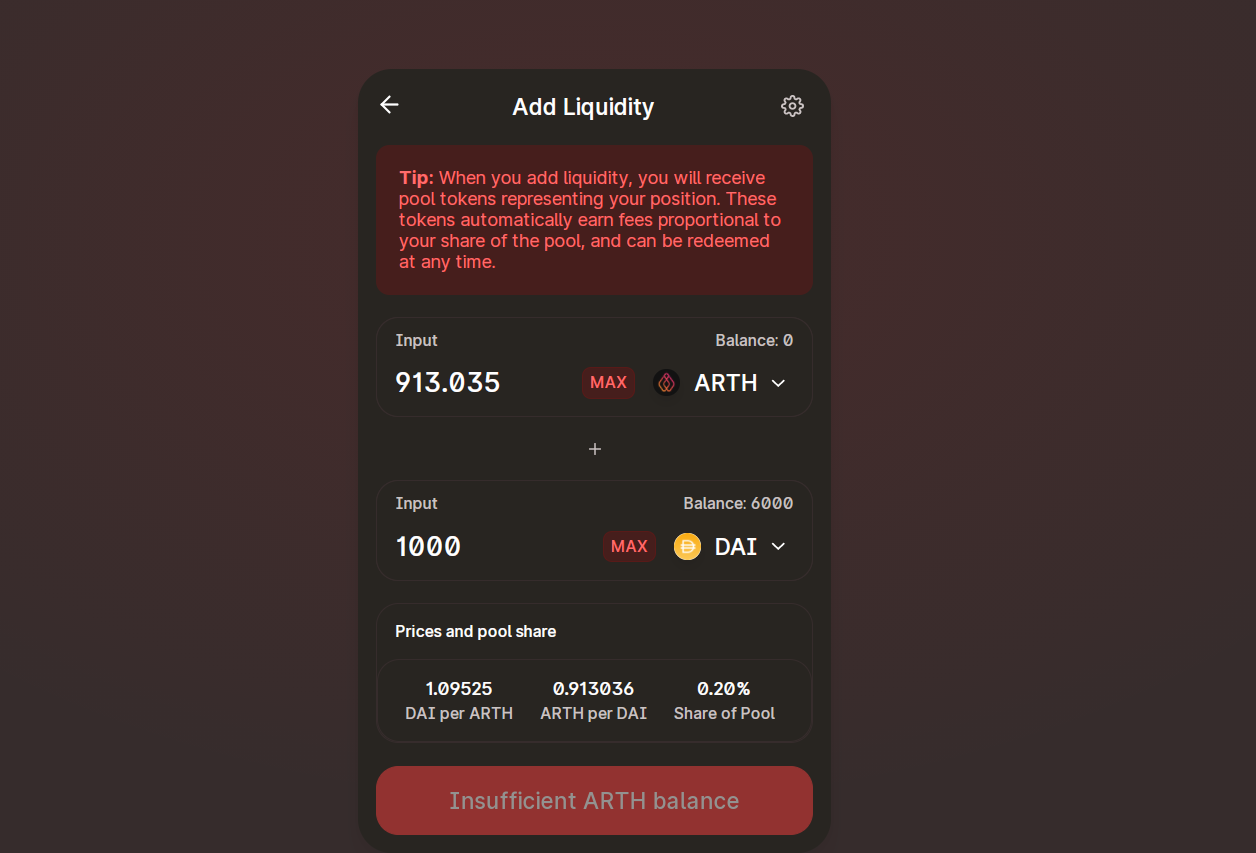 Add Liquidity
Tip: When you add liquidity, you will receive
pool tokens representing your position. These
tokens automatically earn fees proportional to
your share of the pool, and can be redeemed
at any time.
Input Balance: 0
913.035 MAX ARTH
+
Input Balance: 6000
1000 MAX DAI
Prices and pool share
1.09525 0.913036 0.20%
DAI per ARTH ARTH per DAI Share of Pool
Insufficient ARTH balance